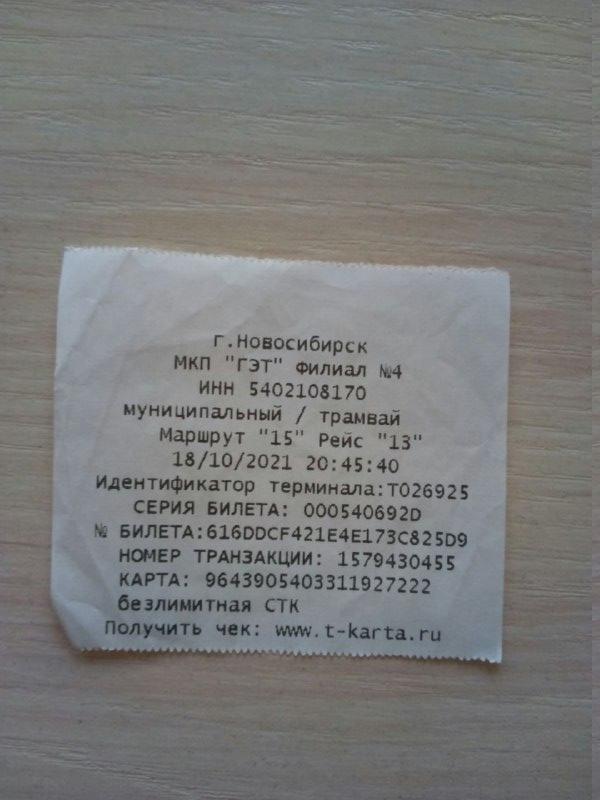 г.Новосибирск
МКП "ГЭТ" Филиал №4
ИНН 5402108170
муниципальный / трамвай
Маршрут "15" Рейс "13"
18/10/2021 20:45:40
Идентификатор терминала:T026925
СЕРИЯ БИЛЕТА: 000540692D
№ БИЛЕТА:616DDCF421E4E173C825D9
НОМЕР ТРАНЗАКЦИИ: 1579430455
КАРТА: 9643905403311927222
безлимитная СТК
Получить чек: www.t-karta.ru